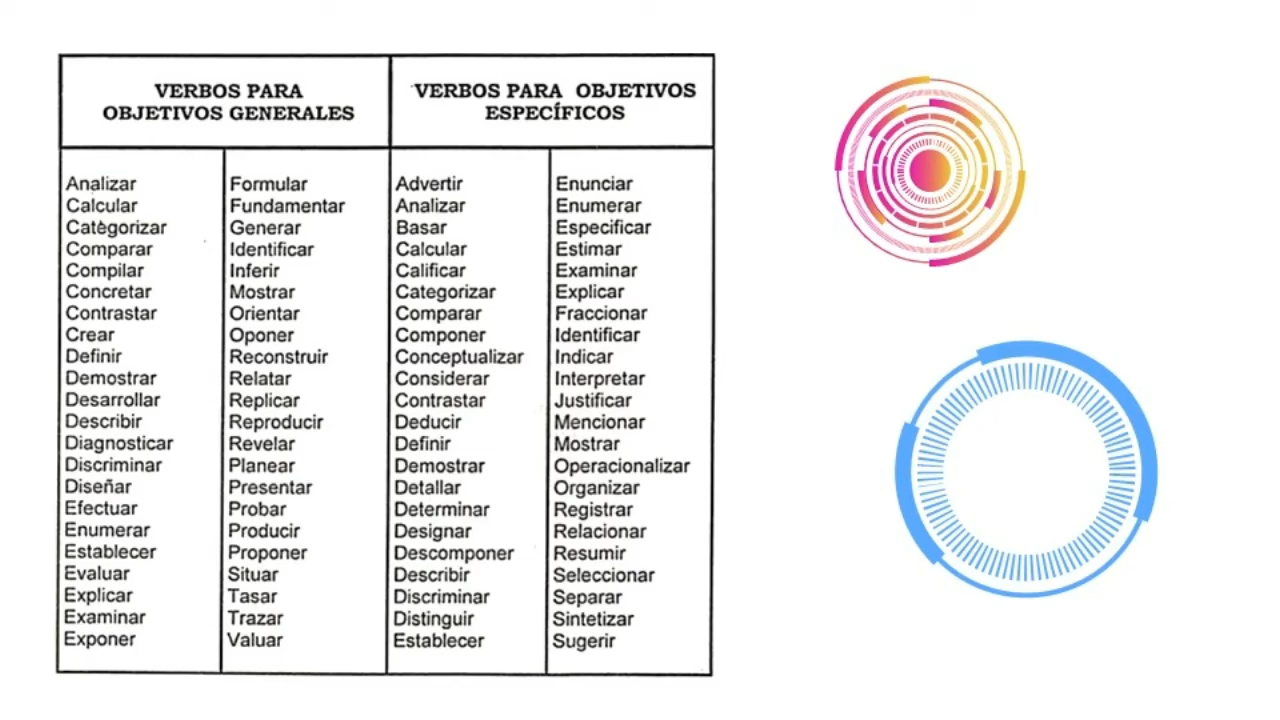 VERBOS PARA
OBJETIVOS GENERALES
VERBOS PARA OBJETIVOS
ESPECÍFICOS
Analizar
Calcular
Categorizar
Comparar
Compilar
Concretar
Contrastar
Crear
Definir
Demostrar
Desarrollar
Describir
Diagnosticar
Discriminar
Diseñar
Efectuar
Enumerar
Establecer
Evaluar
Explicar
Examinar
Exponer
Formular
Fundamentar
Generar
Identificar
Inferir
Mostrar
Orientar
Oponer
Reconstruir
Relatar
Replicar
Reproducir
Revelar
Planear
Presentar
Probar
Producir
Proponer
Situar
Tasar
Trazar
Valuar
Advertir
Analizar
Basar
Calcular
Calificar
Categorizar
Comparar
Componer
Conceptualizar
Considerar
Contrastar
Deducir
Definir
Demostrar
Detallar
Determinar
Designar
Descomponer
Describir
Discriminar
Distinguir
Establecer
Enunciar
Enumerar
Especificar
Estimar
Examinar
Explicar
Fraccionar
Identificar
Indicar
Interpretar
Justificar
Mencionar
Mostrar
Operacionalizar
Organizar
Registrar
Relacionar
Resumir
Seleccionar
Separar
Sintetizar
Sugerir